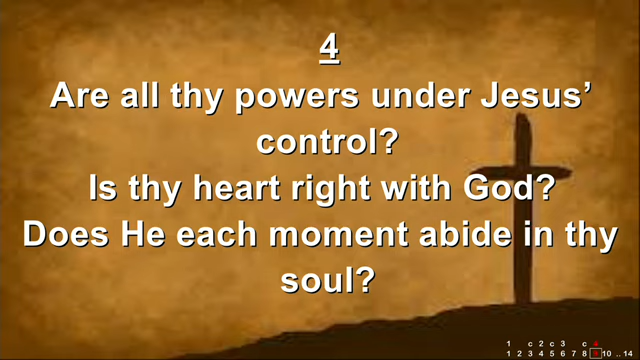 4
Are all thy powers under Jesus’
control?
Is thy heart right with God?
Does He each moment abide in thy
soul?
1 c 2 c 3 c
1 2 3 4 5 6 7 8 10 .. 14